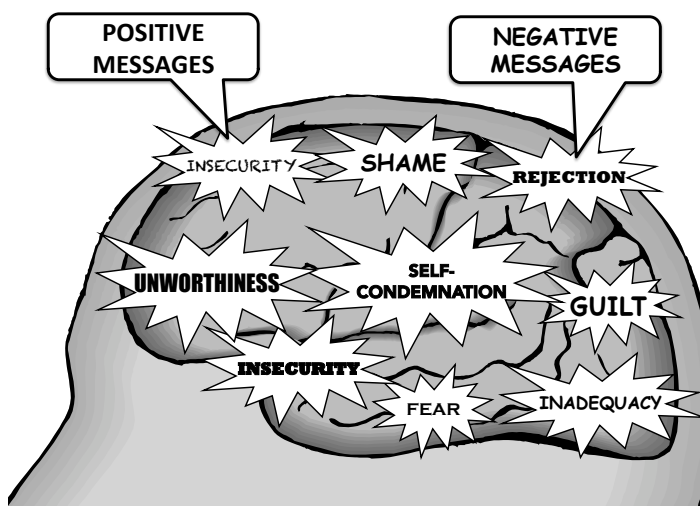 POSITIVE
MESSAGES
NEGATIVE
MESSAGES
INSECURITY
SHAME
REJECTION
UNWORTHINESS
SELF-
CONDEMNATION
GUILT
INSECURITY
FEAR
INADEQUACY